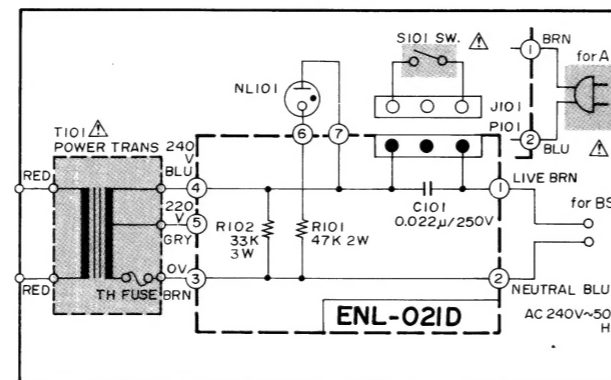 S101 SW.
1 BRN
for A
NL101
J101
P101
2 BLU
T101
POWER TRANS
240
V
6 7
RED
BLU 4
C101
0.022μ/250V
1 LIVE BRN
220
V
GRY 5
R102
33K
3W
R101
47K 2W
for BS
RED
TH FUSE
0V
BRN 3
2
NEUTRAL BLU
ENL-021D
AC 240V~50
H